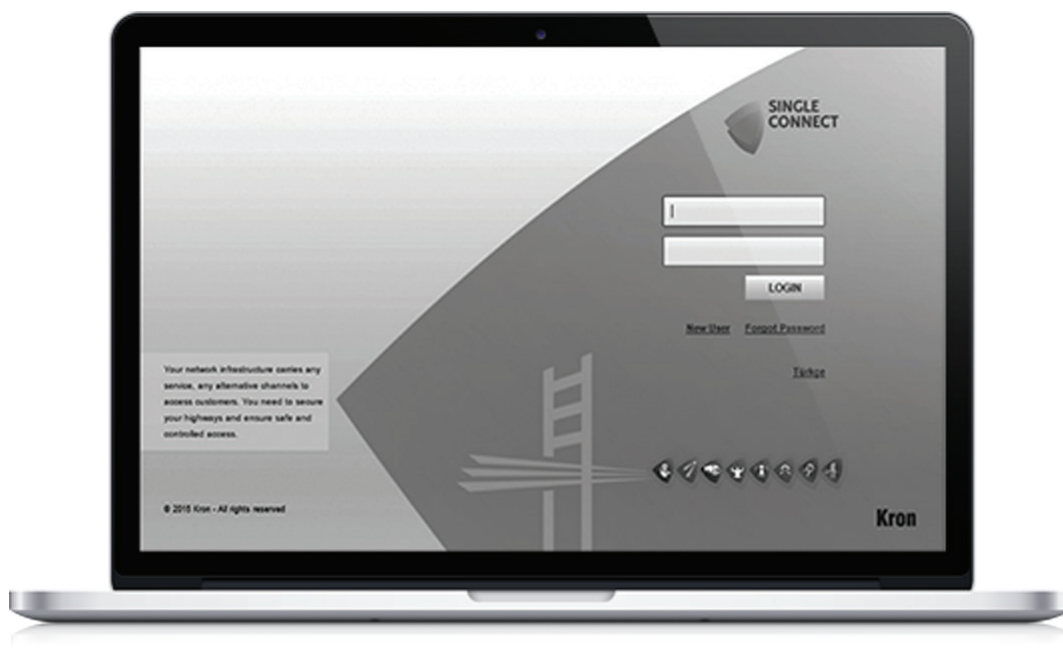 SINGLE
CONNECT
LOGIN
New User Forgot Password
Türkçe
Your network infrastructure carries any
service, any alternative channels to
access customers. You need to secure
your highways and ensure safe and
controlled access.
© 2015 Kron - All rights reserved
Kron